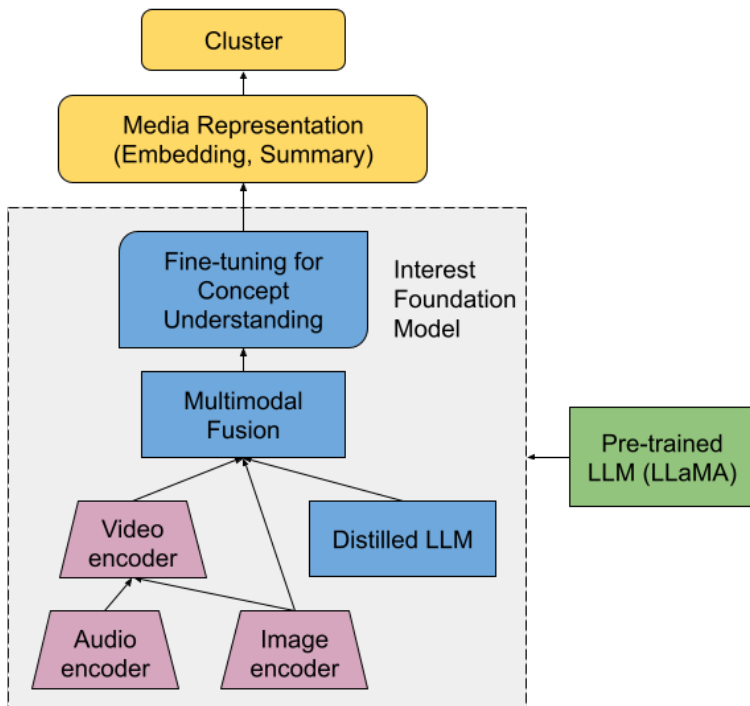 Cluster
Media Representation
(Embedding, Summary)
Fine-tuning for
Concept
Understanding
Interest
Foundation
Model
Multimodal
Fusion
Pre-trained
LLM (LLaMA)
Video
encoder
Distilled LLM
Audio
encoder
Image
encoder